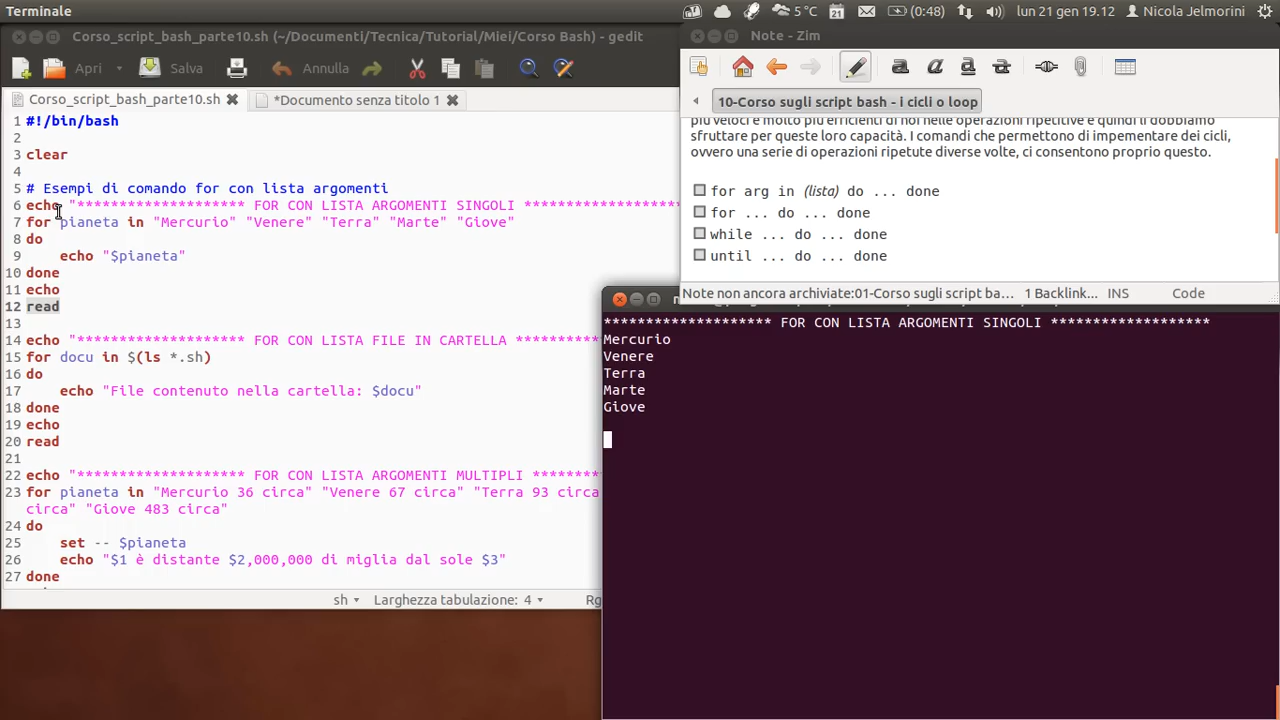 Terminale
5 °C
21
(0:48)
lun 21 gen 19.12
Nicola Jelmorini
Corso_script_bash_parte10.sh (~/Documenti/Tecnica/Tutorial/Miei/Corso Bash) - gedit
Apri
Salva
Annulla
Corso_script_bash_parte10.sh
*Documento senza titolo 1
1 #!/bin/bash
2
3 clear
4
5 # Esempi di comando for con lista argomenti
6 echo "******************** FOR CON LISTA ARGOMENTI SINGOLI *******************
7 for pianeta in "Mercurio" "Venere" "Terra" "Marte" "Giove"
8 do
9 echo "$pianeta"
10 done
11 echo
12 read
13
14 echo "******************** FOR CON LISTA FILE IN CARTELLA **********
15 for docu in $(ls *.sh)
16 do
17 echo "File contenuto nella cartella: $docu"
18 done
19 echo
20 read
21
22 echo "******************** FOR CON LISTA ARGOMENTI MULTIPLI ********
23 for pianeta in "Mercurio 36 circa" "Venere 67 circa" "Terra 93 circa
circa" "Giove 483 circa"
24 do
25 set -- $pianeta
26 echo "$1 è distante $2,000,000 di miglia dal sole $3"
27 done
sh
Larghezza tabulazione: 4
Note - Zim
10-Corso sugli script bash - i cicli o loop
più veloci e molto più efficienti di noi nelle operazioni ripetitive e quindi li dobbiamo
sfruttare per queste loro capacità. I comandi che permettono di impementare dei cicli,
ovvero una serie di operazioni ripetute diverse volte, ci consentono proprio questo.
for arg in (lista) do ... done
for ... do ... done
while ... do ... done
until ... do ... done
Note non ancora archiviate:01-Corso sugli script ba...
1 Backlink...
INS
Code
******************** FOR CON LISTA ARGOMENTI SINGOLI *******************
Mercurio
Venere
Terra
Marte
Giove